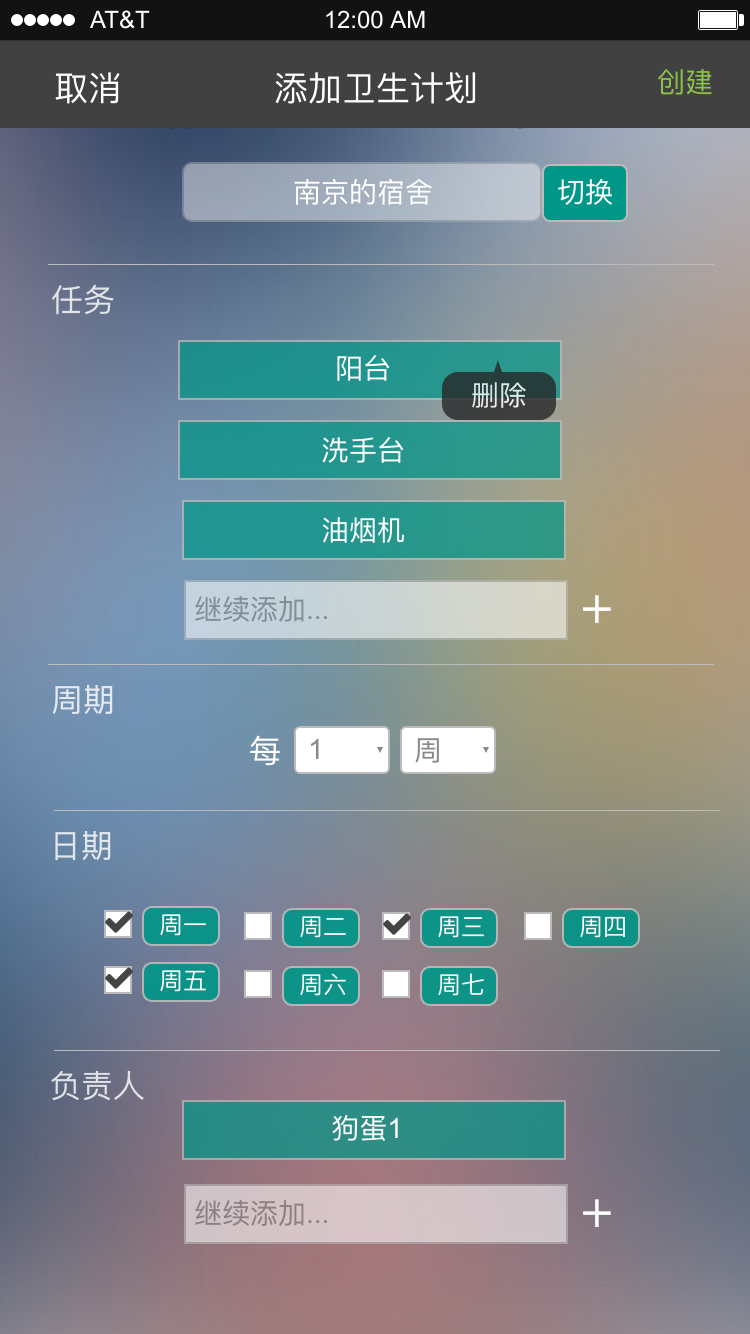 AT&T 12:00 AM
取消 添加卫生计划 创建
南京的宿舍 切换
任务
阳台
删除
洗手台
油烟机
继续添加...
周期
每 1 周
日期
周一 周二 周三 周四
周五 周六 周七
负责人
狗蛋1
继续添加...